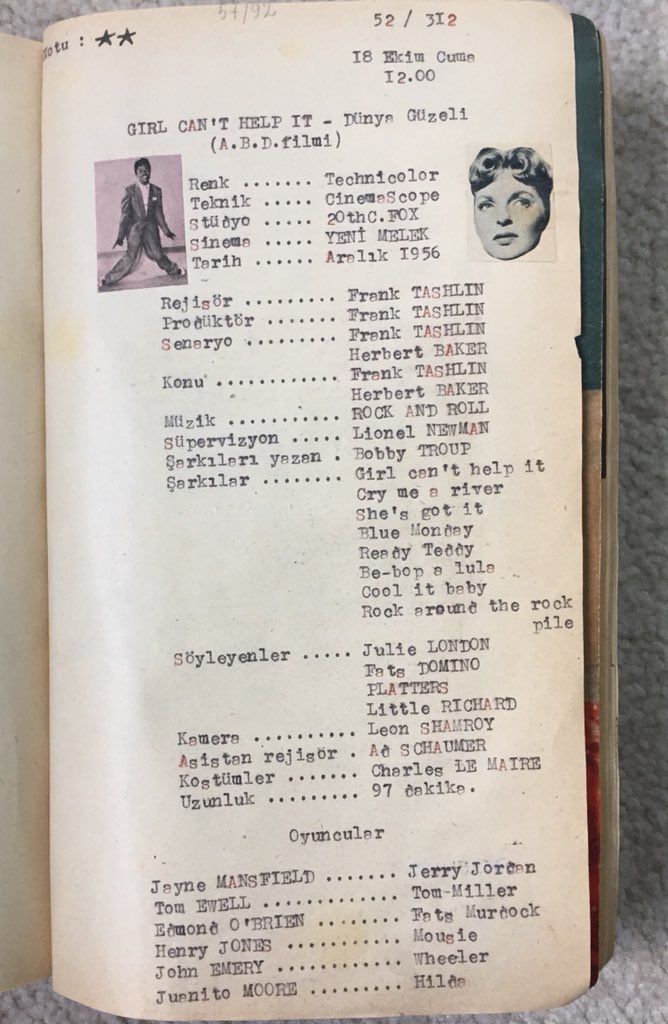 57/92
52 / 312
Notu : ★★
18 Ekim Cuma
12.00
GIRL CAN'T HELP IT - Dünya Güzeli
(A.B.D.filmi)
Renk ....... Technicolor
Teknik ..... CinemaScope
Stüdyo ..... 20thC.FOX
Sinema ..... YENİ MELEK
Tarih ...... Aralık 1956
Rejisör ......... Frank TASHLIN
Prodüktör ....... Frank TASHLIN
Senaryo ......... Frank TASHLIN
Herbert BAKER
Konu ............ Frank TASHLIN
Herbert BAKER
Müzik ........... ROCK AND ROLL
Süpervizyon ..... Lionel NEWMAN
Şarkıları yazan . Bobby TROUP
Şarkılar ........ Girl can't help it
Cry me a river
She's got it
Blue Monday
Ready Teddy
Be-bop a lula
Cool it baby
Rock around the rock
pile
Söyleyenler ..... Julie LONDON
Fats DOMINO
PLATTERS
Little RICHARD
Kamera .......... Leon SHAMROY
Asistan rejisör . Ad SCHAUMER
Kostümler ....... Charles LE MAIRE
Uzunluk ......... 97 dakika.
Oyuncular
Jayne MANSFIELD ....... Jerry Jordan
Tom EWELL ............. Tom-Miller
Edmond O'BRIEN ........ Fats Murdock
Henry JONES ........... Mousie
John EMERY ............ Wheeler
Juanito MOORE ......... Hilda